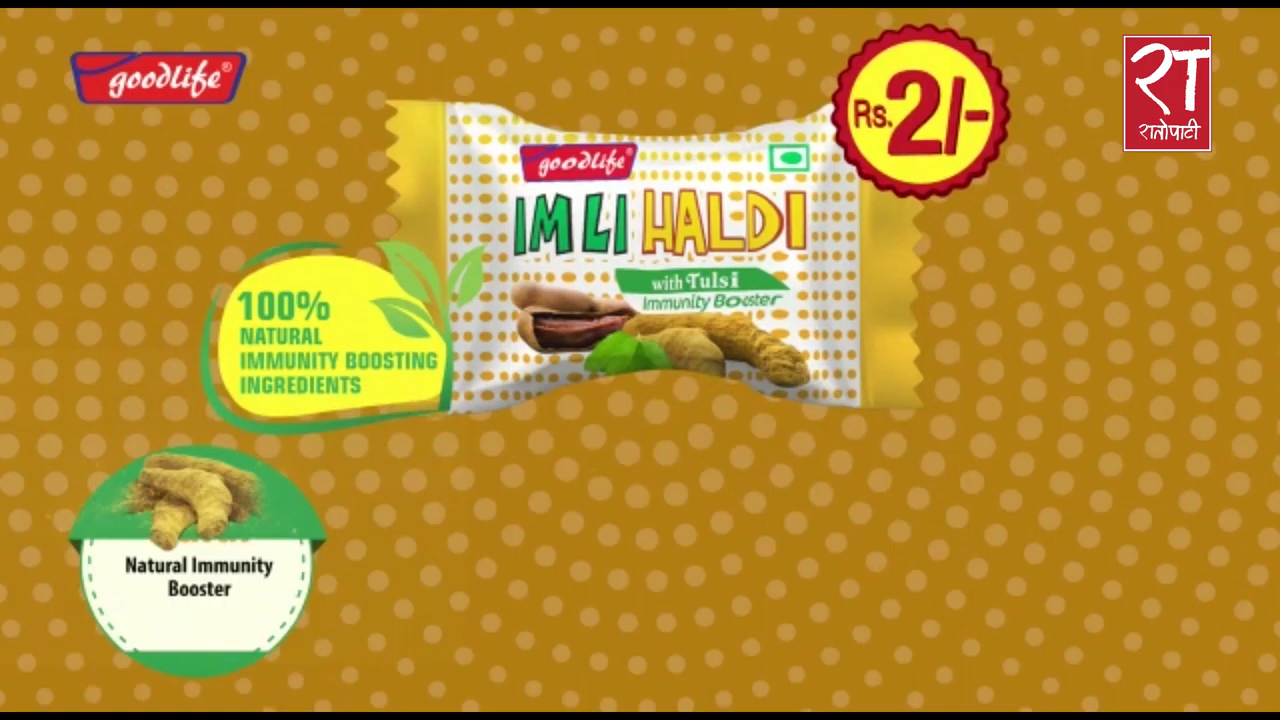 goodlife®
Rs. 2/-
रा
रातोपाटी
goodlife®
IMLI HALDI
with Tulsi
Immunity Booster
100%
NATURAL
IMMUNITY BOOSTING
INGREDIENTS
Natural Immunity
Booster